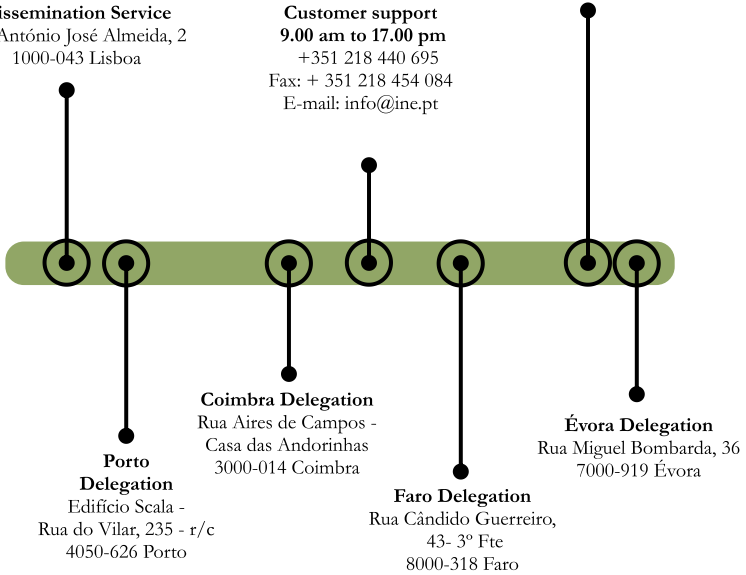 issemination Service
António José Almeida, 2
1000-043 Lisboa
Customer support
9.00 am to 17.00 pm
+351 218 440 695
Fax: + 351 218 454 084
E-mail: info@ine.pt
Coimbra Delegation
Rua Aires de Campos -
Casa das Andorinhas
3000-014 Coimbra
Évora Delegation
Rua Miguel Bombarda, 36
7000-919 Évora
Porto
Delegation
Edifício Scala -
Rua do Vilar, 235 - r/c
4050-626 Porto
Faro Delegation
Rua Cândido Guerreiro,
43- 3º Fte
8000-318 Faro